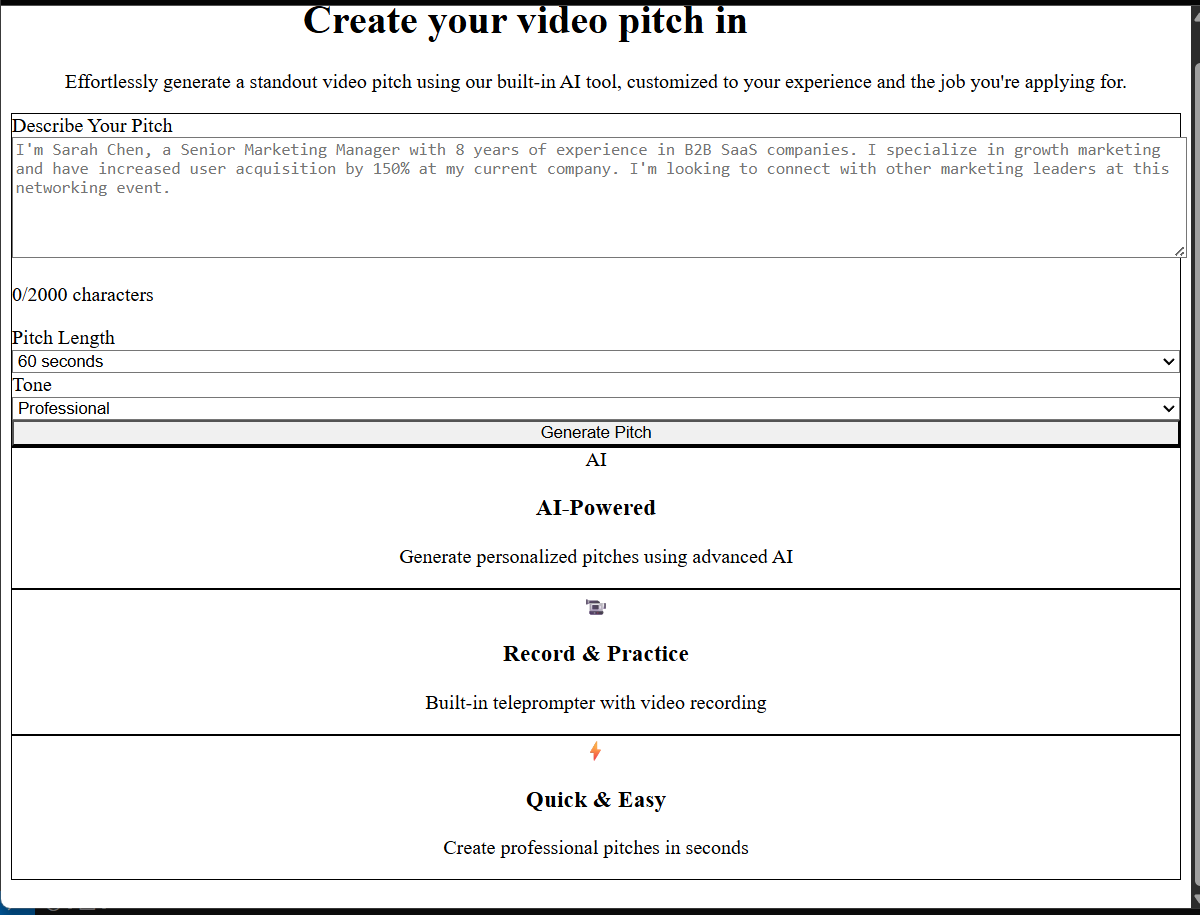 Create your video pitch in
Effortlessly generate a standout video pitch using our built-in AI tool, customized to your experience and the job you're applying for.
Describe Your Pitch
I'm Sarah Chen, a Senior Marketing Manager with 8 years of experience in B2B SaaS companies. I specialize in growth marketing
and have increased user acquisition by 150% at my current company. I'm looking to connect with other marketing leaders at this
networking event.
0/2000 characters
Pitch Length
60 seconds
Tone
Professional
Generate Pitch
AI
AI-Powered
Generate personalized pitches using advanced AI
Record & Practice
Built-in teleprompter with video recording
Quick & Easy
Create professional pitches in seconds